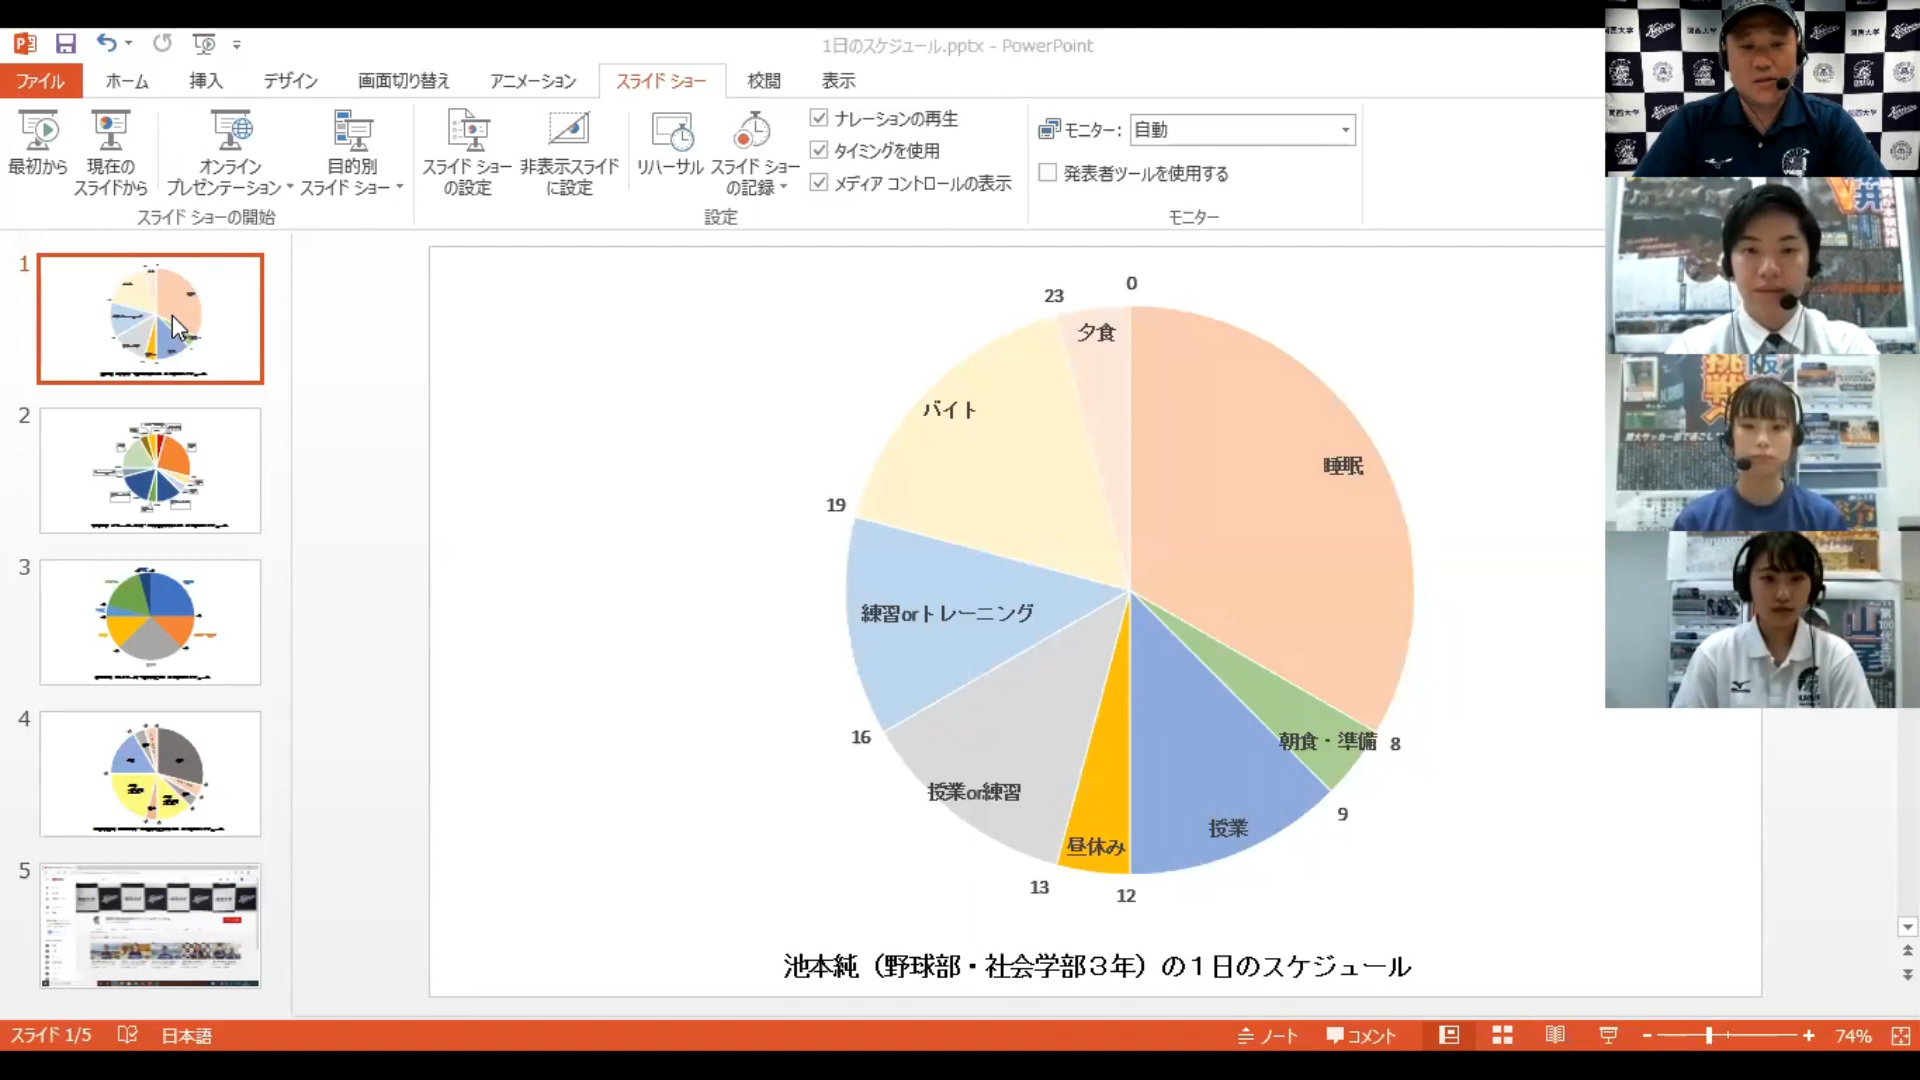 1日のスケジュール.pptx - PowerPoint
ファイル ホーム 挿入 デザイン 画面切り替え アニメーション スライド ショー 校閲 表示
最初から
現在の
スライドから
オンライン
プレゼンテーション
目的別
スライド ショー
スライド ショー
の設定
非表示スライド
に設定
リハーサル
スライド ショー
の記録
ナレーションの再生
タイミングを使用
メディア コントロールの表示
モニター: 自動
発表者ツールを使用する
スライド ショーの開始
設定
モニター
1
2
3
4
5
0
23
夕食
バイト
睡眠
19
練習orトレーニング
16
朝食・準備 8
授業or練習
9
授業
昼休み
13
12
池本純（野球部・社会学部３年）の１日のスケジュール
関西大学
挑戦
スライド 1/5 日本語
ノート コメント 74%